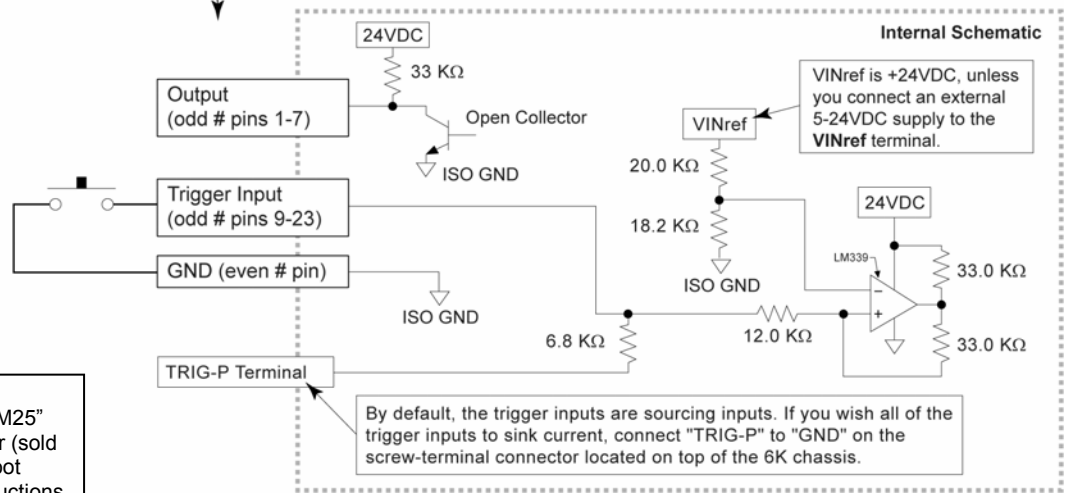 Internal Schematic
24VDC
33 KΩ
Output
(odd # pins 1-7)
Open Collector
ISO GND
VINref is +24VDC, unless
you connect an external
5-24VDC supply to the
VINref terminal.
VINref
20.0 KΩ
18.2 KΩ
ISO GND
Trigger Input
(odd # pins 9-23)
GND (even # pin)
ISO GND
24VDC
LM339
33.0 KΩ
33.0 KΩ
−
+
12.0 KΩ
6.8 KΩ
TRIG-P Terminal
By default, the trigger inputs are sourcing inputs. If you wish all of the
trigger inputs to sink current, connect "TRIG-P" to "GND" on the
screw-terminal connector located on top of the 6K chassis.
M25”
(sold